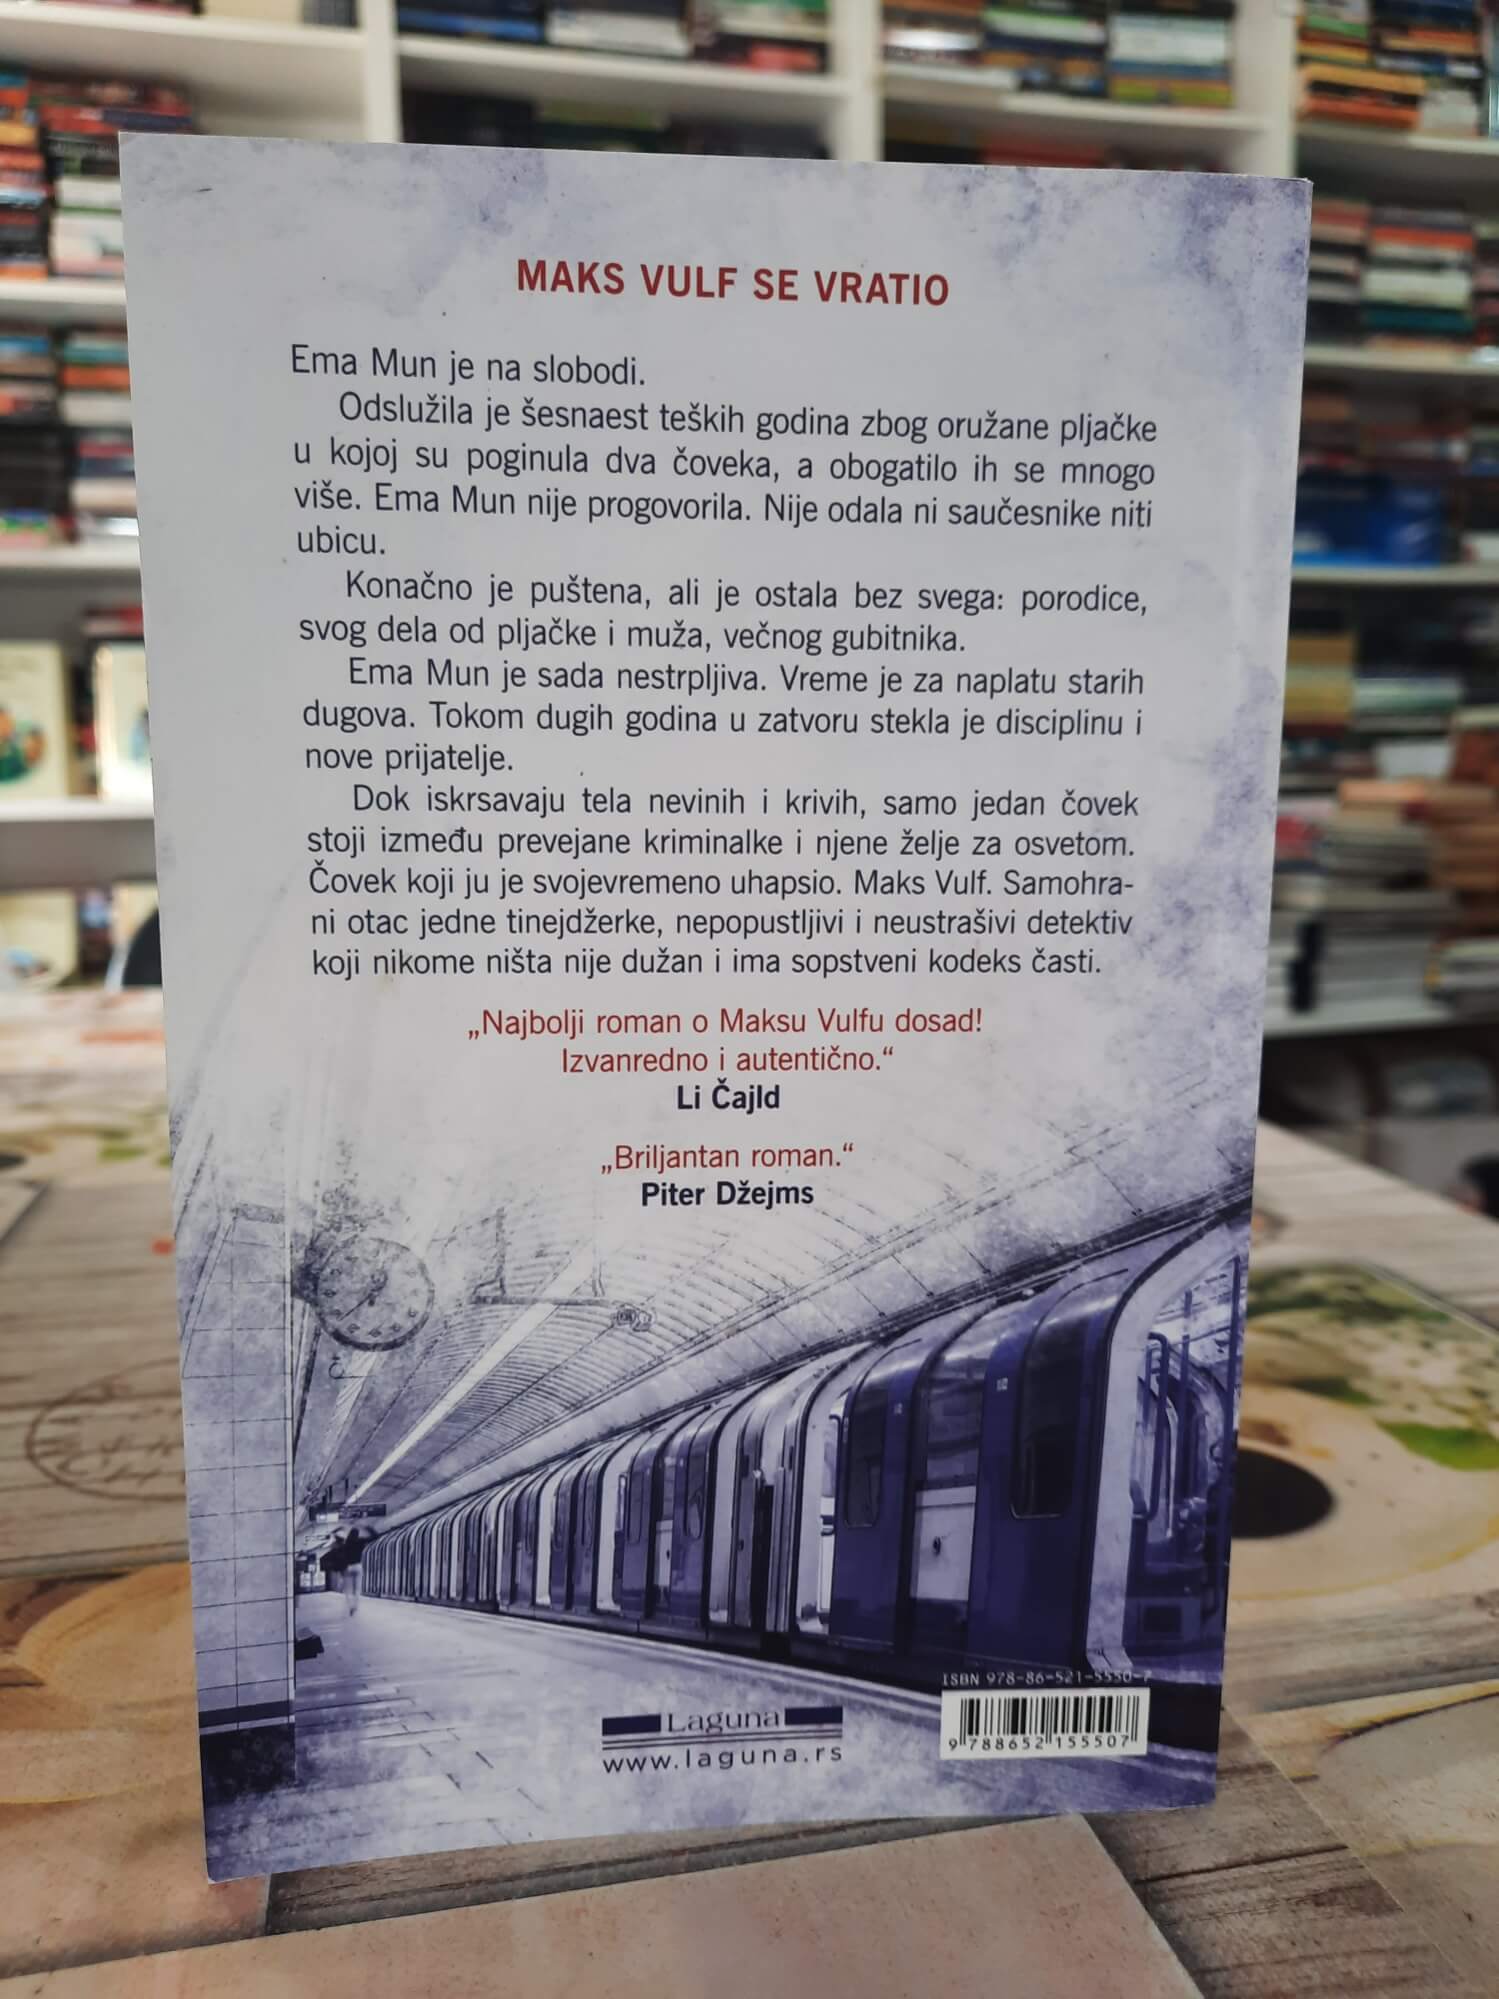 MAKS VULF SE VRATIO
Ema Mun je na slobodi.
Odslužila je šesnaest teških godina zbog oružane pljačke
u kojoj su poginula dva čoveka, a obogatilo ih se mnogo
više. Ema Mun nije progovorila. Nije odala ni saučesnike niti
ubicu.
Konačno je puštena, ali je ostala bez svega: porodice,
svog dela od pljačke i muža, večnog gubitnika.
Ema Mun je sada nestrpljiva. Vreme je za naplatu starih
dugova. Tokom dugih godina u zatvoru stekla je disciplinu i
nove prijatelje.
Dok iskrsavaju tela nevinih i krivih, samo jedan čovek
stoji između prevejane kriminalke i njene želje za osvetom.
Čovek koji ju je svojevremeno uhapsio. Maks Vulf. Samohra-
ni otac jedne tinejdžerke, nepopustljivi i neustrašivi detektiv
koji nikome ništa nije dužan i ima sopstveni kodeks časti.
„Najbolji roman o Maksu Vulfu dosad!
Izvanredno i autentično.“
Li Čajld
„Briljantan roman.“
Piter Džejms
ISBN 978-86-521-5550-7
Laguna
www.laguna.rs
9 788652 155507